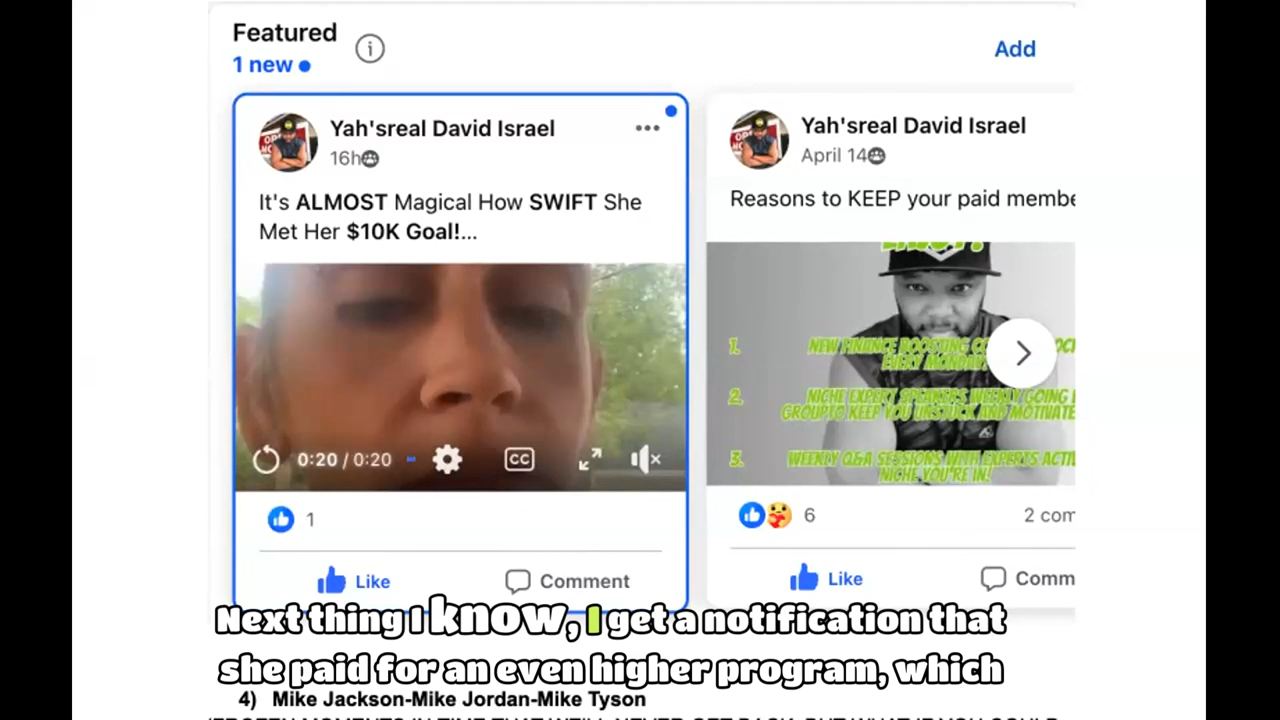 Featured
1 new
Add
Yah'sreal David Israel
16h
It's ALMOST Magical How SWIFT She
Met Her $10K Goal!...
0:20 / 0:20
CC
1
Like Comment
Yah'sreal David Israel
April 14
Reasons to KEEP your paid membe
ENJOY!
1. NEW FINANCE BOOSTING
EVERY MONDAY
2. NICHE EXPERT SPEAKERS WEEKLY GOING
GROUP TO KEEP YOU UNSTUCK AND MOTIVATE
3. WEEKLY Q&A SESSIONS WITH EXPERTS ACTI
NICHE YOU'RE IN!
6
2 com
Like Comm
Next thing I know, I get a notification that
she paid for an even higher program, which
4) Mike Jackson-Mike Jordan-Mike Tyson